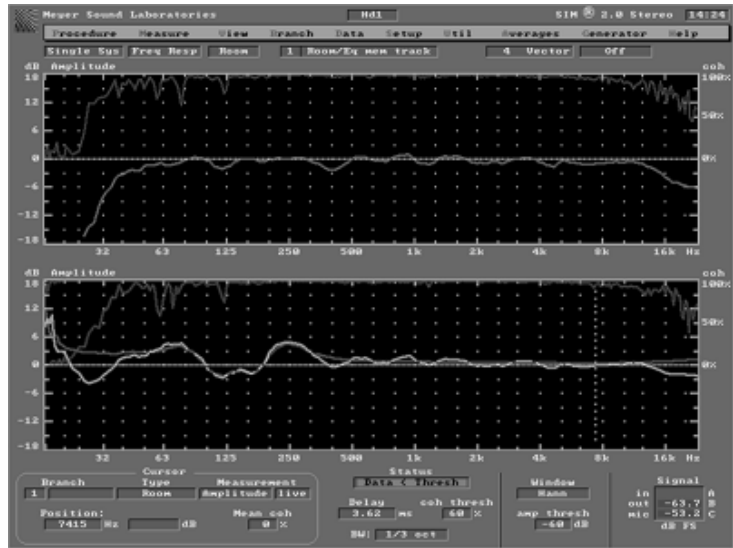 Meyer Sound Laboratories Hd1 SIM ® 2.0 Stereo 14:24
Procedure Measure View Branch Data Setup Util Averages Generator Help
Single Sys Freq Resp Room 1 Room/Eq mem track 4 Vector Off
dB Amplitude coh
18 100%
12
50%
6
0 0%
-6
-12
-18
32 63 125 250 500 1k 2k 4k 8k 16k Hz
dB Amplitude coh
18 100%
12
50%
6
0 0%
-6
-12
-18
32 63 125 250 500 1k 2k 4k 8k 16k Hz
Cursor Status
Branch Type Measurement Data < Thresh Window Signal
1 Room Amplitude live Hann in A
Position: Mean coh Delay coh thresh amp thresh out -63.7 B
7415 Hz dB 0 % 3.62 ms 60 % -60 dB mic -53.2 C
dB FS
BW: 1/3 oct